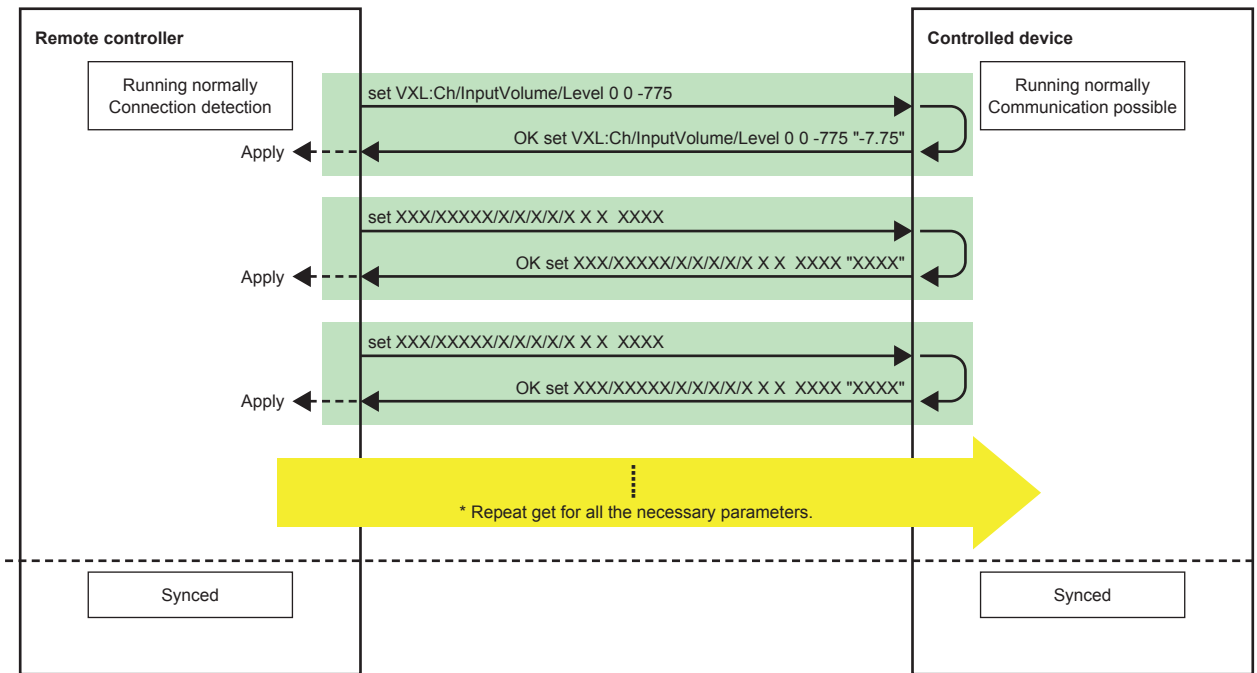 Remote controller
Controlled device
Running normally
Connection detection
Running normally
Communication possible
set VXL:Ch/InputVolume/Level 0 0 -775
OK set VXL:Ch/InputVolume/Level 0 0 -775 "-7.75"
Apply
set XXX/XXXXX/X/X/X/X/X X X  XXXX
OK set XXX/XXXXX/X/X/X/X/X X X  XXXX "XXXX"
Apply
set XXX/XXXXX/X/X/X/X/X X X  XXXX
OK set XXX/XXXXX/X/X/X/X/X X X  XXXX "XXXX"
Apply
* Repeat get for all the necessary parameters.
Synced
Synced